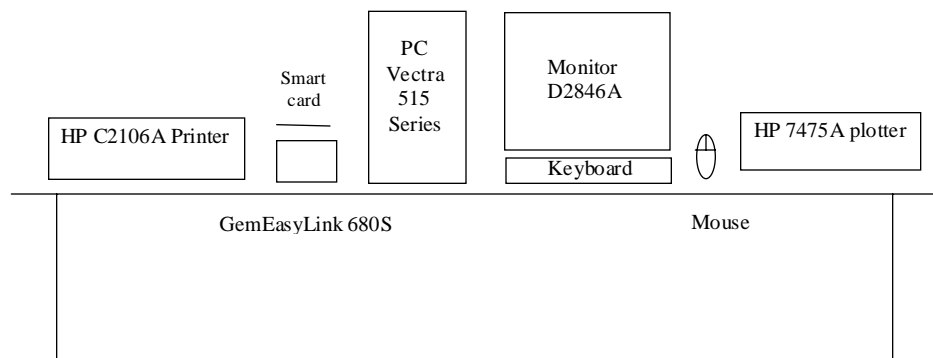 PC
Vectra
515
Series
Monitor
D2846A
Smart
card
HP C2106A Printer
HP 7475A plotter
Keyboard
GemEasyLink 680S
Mouse